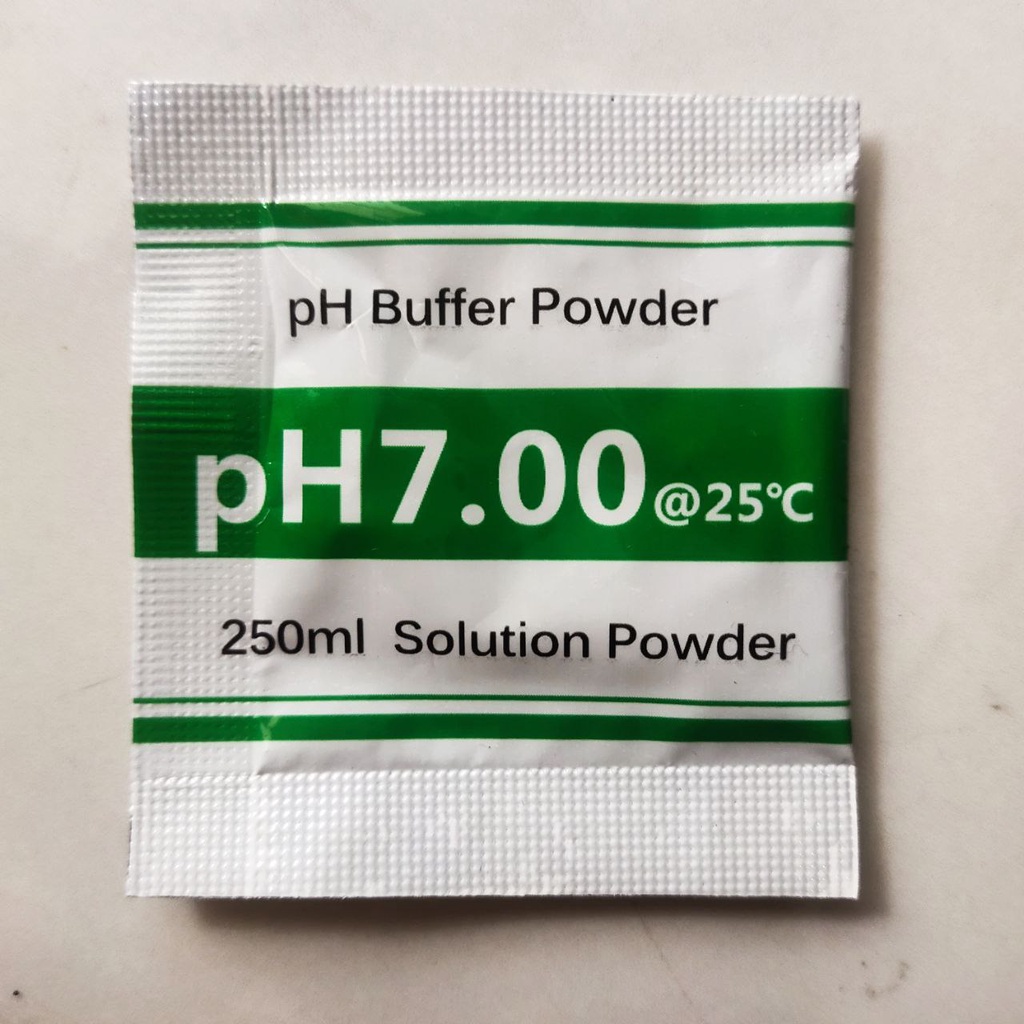 pH Buffer Powder
pH7.00@25℃
250ml Solution Powder